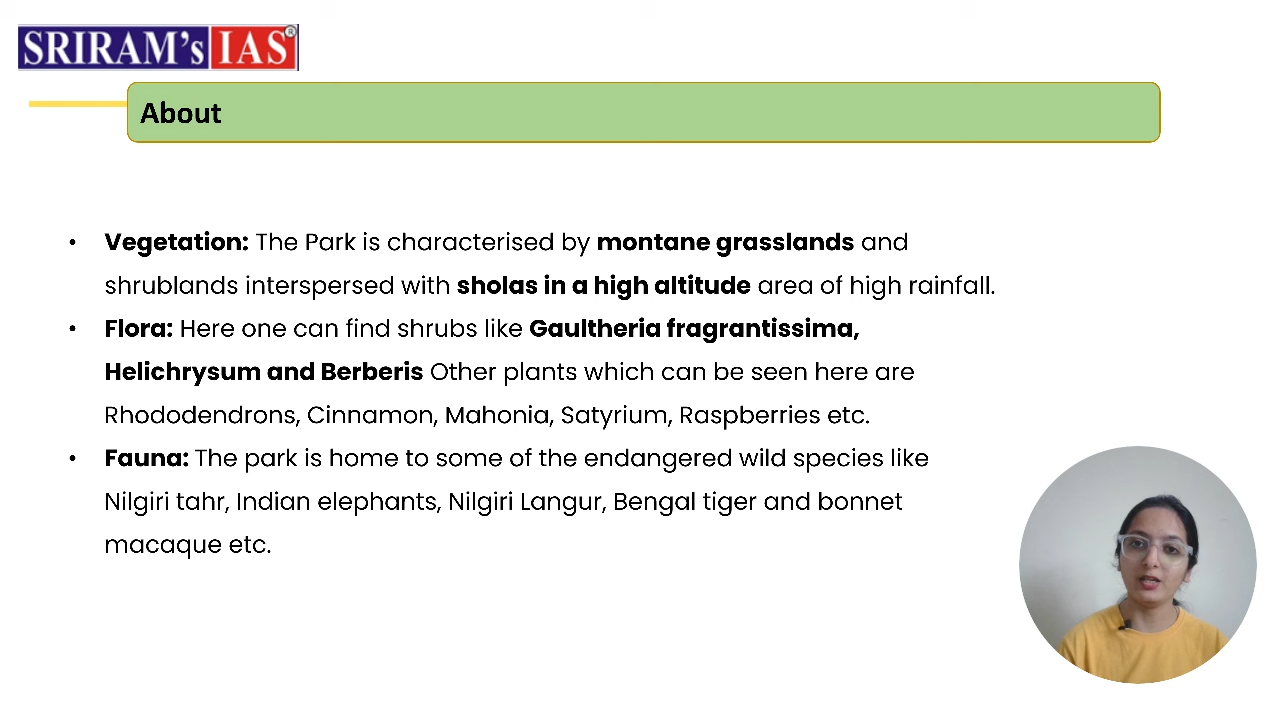 SRIRAM's IAS®
About
• Vegetation: The Park is characterised by montane grasslands and
shrublands interspersed with sholas in a high altitude area of high rainfall.
• Flora: Here one can find shrubs like Gaultheria fragrantissima,
Helichrysum and Berberis Other plants which can be seen here are
Rhododendrons, Cinnamon, Mahonia, Satyrium, Raspberries etc.
• Fauna: The park is home to some of the endangered wild species like
Nilgiri tahr, Indian elephants, Nilgiri Langur, Bengal tiger and bonnet
macaque etc.